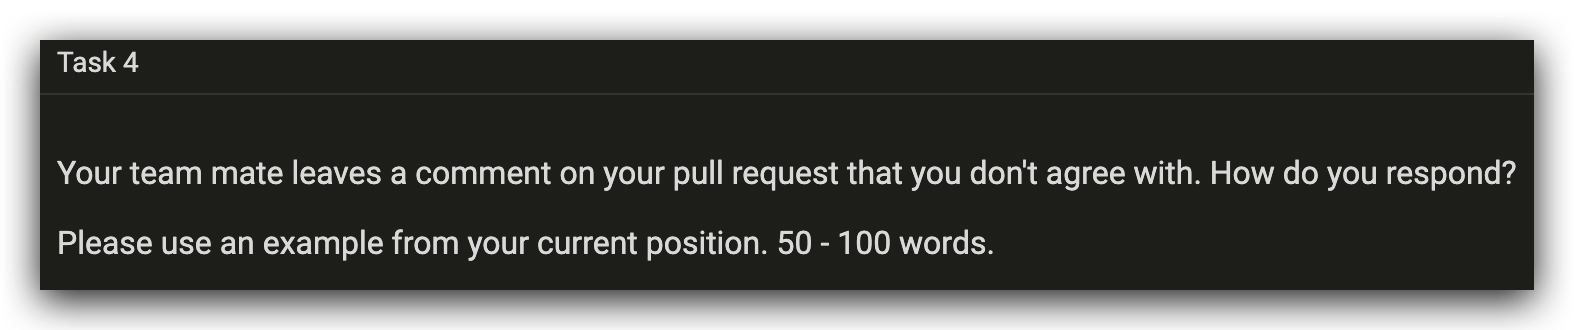 Task 4
Your team mate leaves a comment on your pull request that you don't agree with. How do you respond?
Please use an example from your current position. 50 - 100 words.